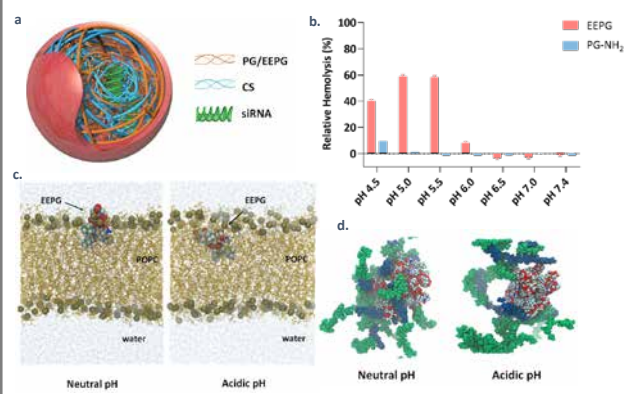 a
PG/EEPG
CS
siRNA
b.
Relative Hemolysis (%)
100
80
60
40
20
0
pH 4.5
pH 5.0
pH 5.5
pH 6.0
pH 6.5
pH 7.0
pH 7.4
EEPG
PG-NH₂
c.
EEPG
POPC
water
Neutral pH
EEPG
POPC
water
Acidic pH
d.
Neutral pH
Acidic pH